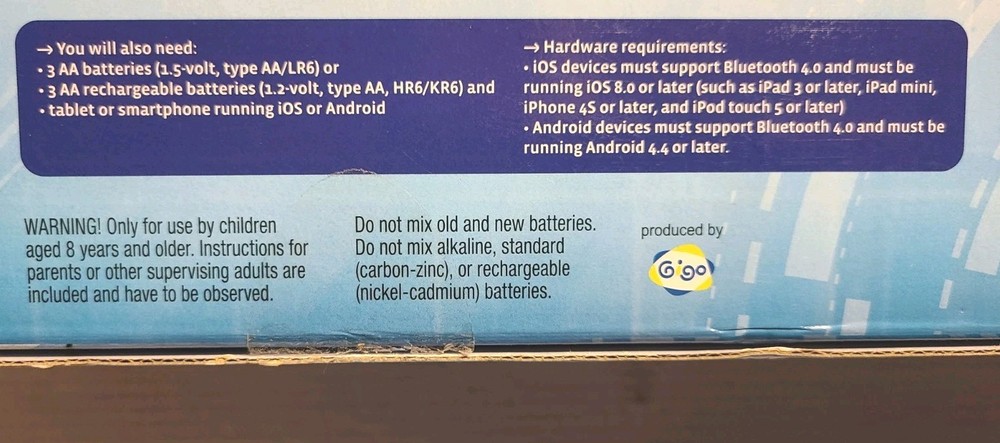 → You will also need:
• 3 AA batteries (1.5-volt, type AA/LR6) or
• 3 AA rechargeable batteries (1.2-volt, type AA, HR6/KR6) and
• tablet or smartphone running iOS or Android
→ Hardware requirements:
• iOS devices must support Bluetooth 4.0 and must be
running iOS 8.0 or later (such as iPad 3 or later, iPad mini,
iPhone 4S or later, and iPod touch 5 or later)
• Android devices must support Bluetooth 4.0 and must be
running Android 4.4 or later.
WARNING! Only for use by children
aged 8 years and older. Instructions for
parents or other supervising adults are
included and have to be observed.
Do not mix old and new batteries.
Do not mix alkaline, standard
(carbon-zinc), or rechargeable
(nickel-cadmium) batteries.
produced by
Gigo